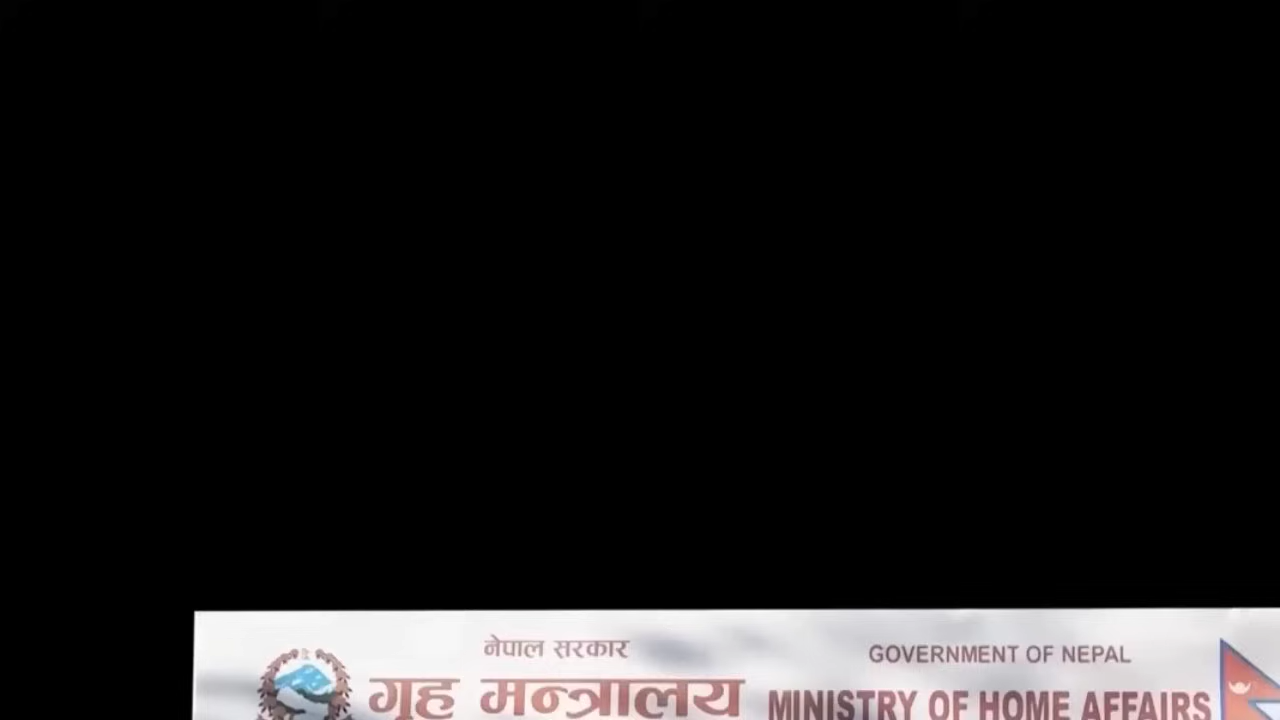 नेपाल सरकार
गृह मन्त्रालय
GOVERNMENT OF NEPAL
MINISTRY OF HOME AFFAIRS